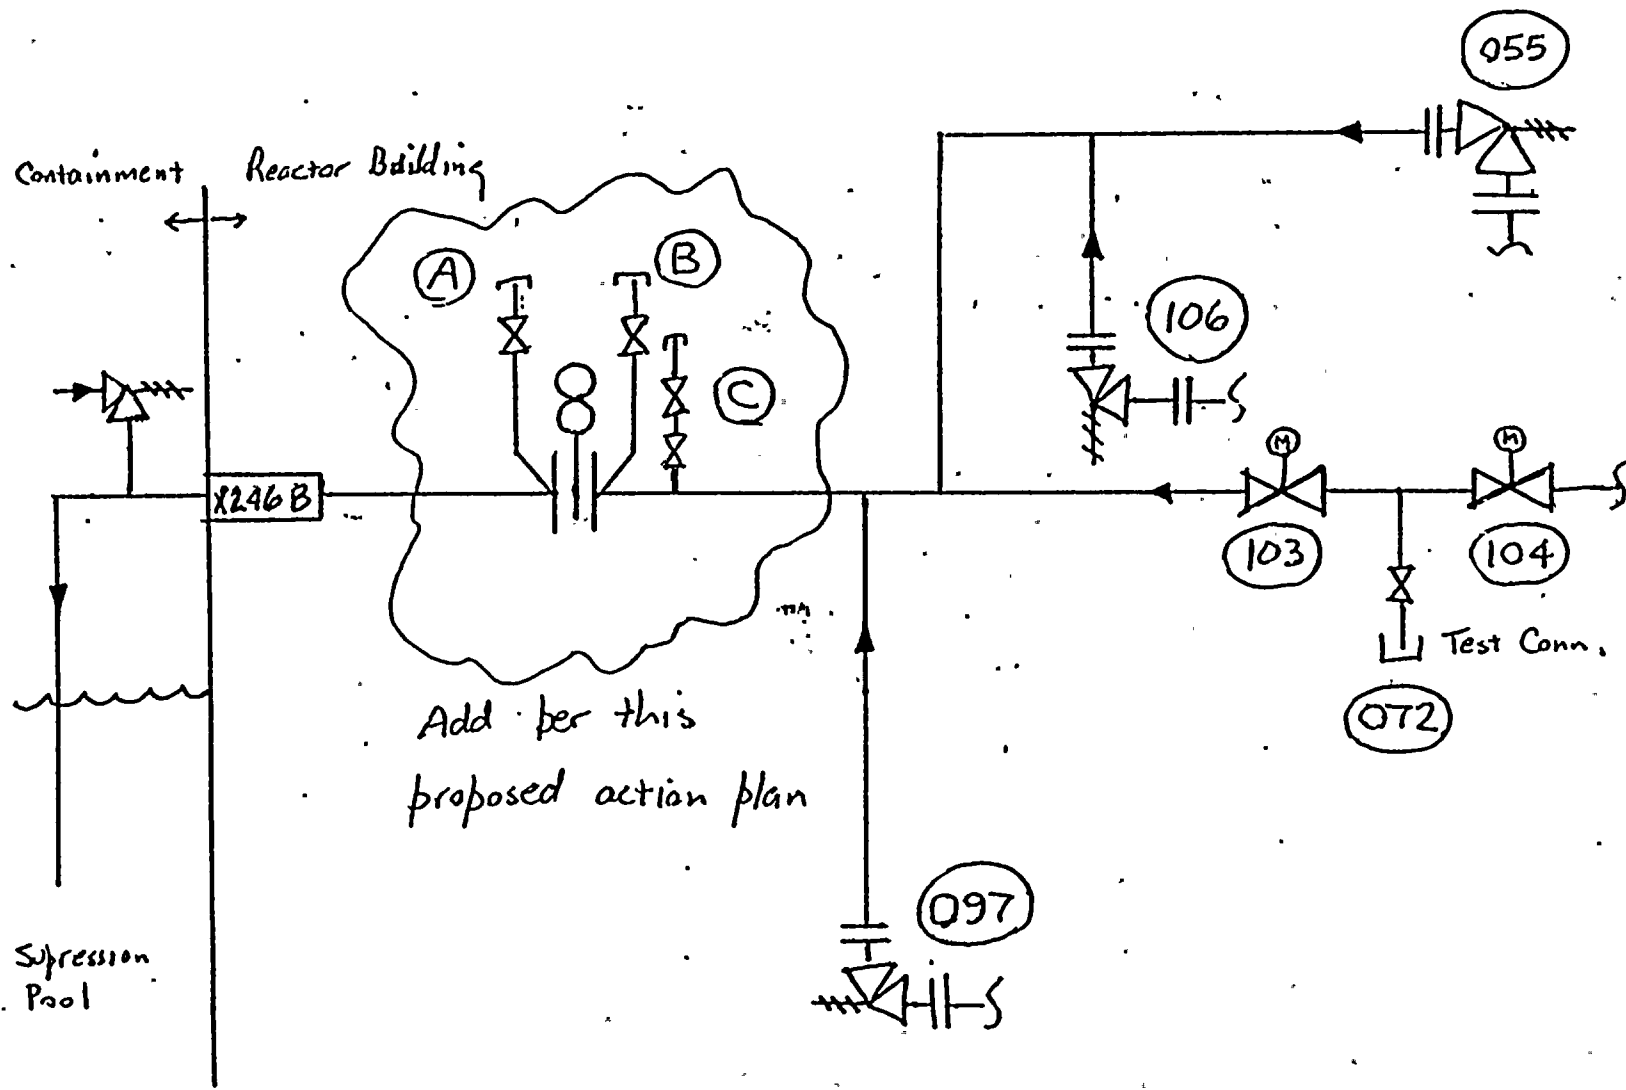 055
Containment
Reactor Building
A
B
106
C
M
M
X246B
103
104
Test Conn.
072
Add per this
proposed action plan
097
Supression
Pool